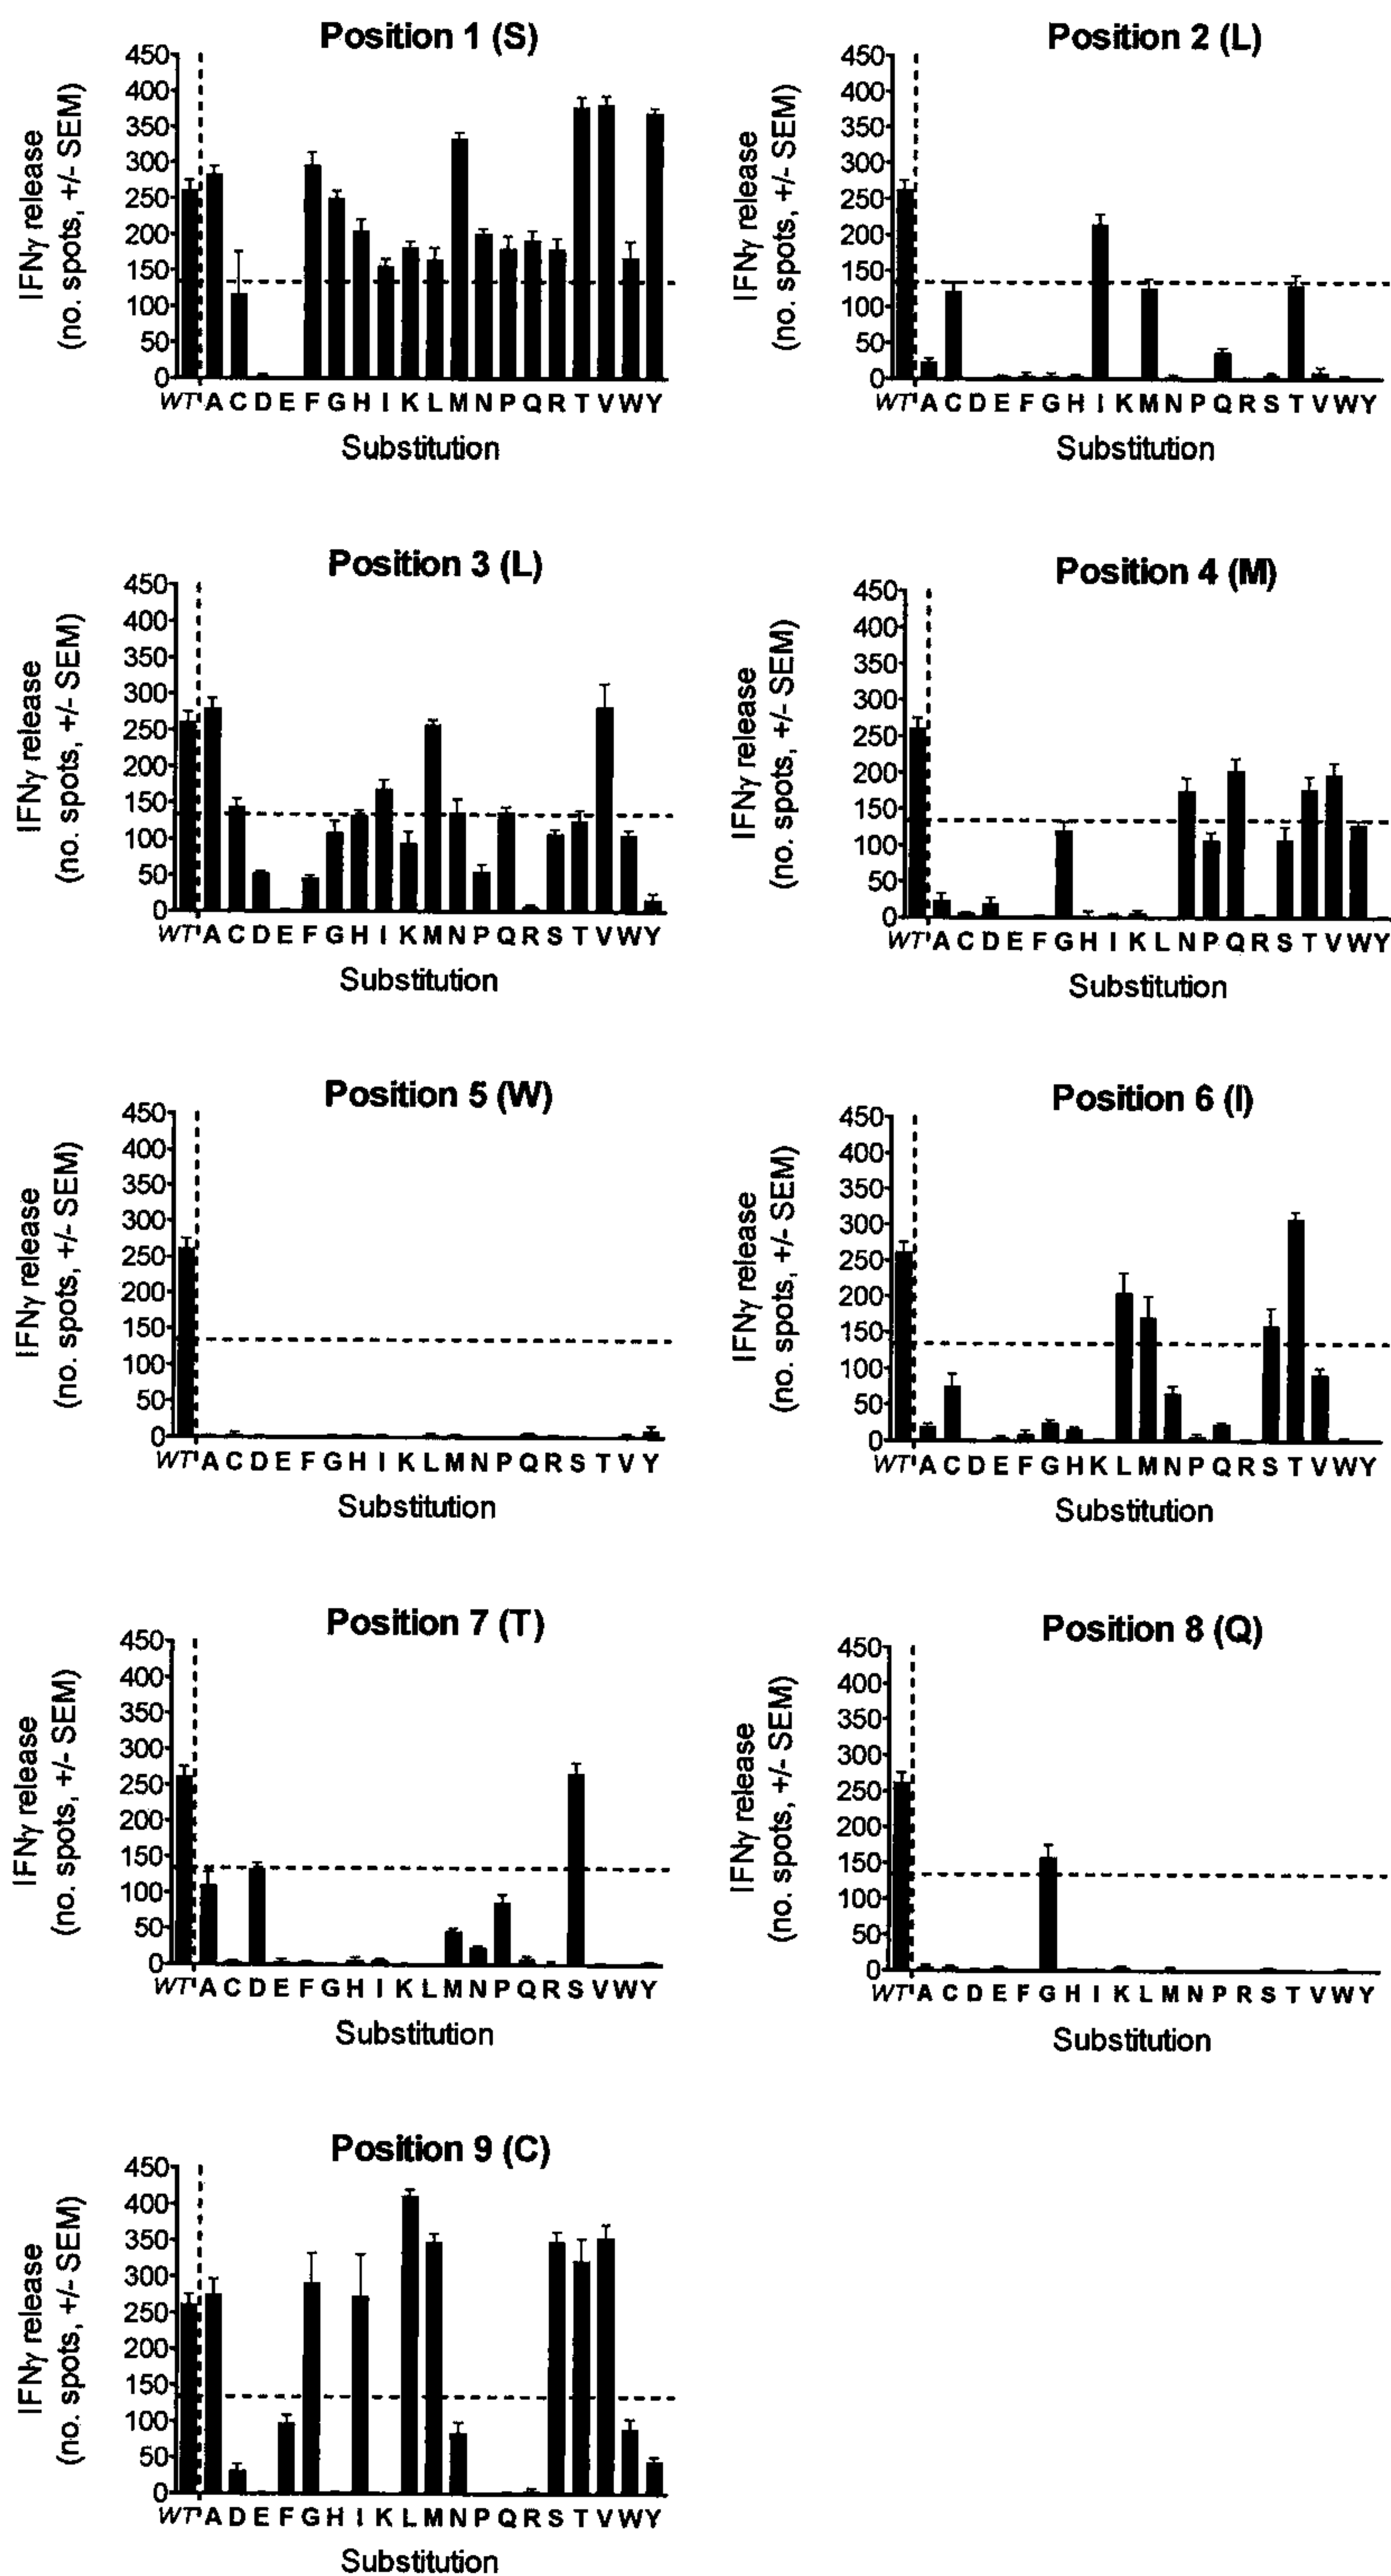 Position 1 (S)
IFNγ release
(no. spots, +/- SEM)
450
400
350
300
250
200
150
100
50
0
WT A C D E F G H I K L M N P Q R T V W Y
Substitution
Position 2 (L)
IFNγ release
(no. spots, +/- SEM)
450
400
350
300
250
200
150
100
50
0
WT A C D E F G H I K M N P Q R S T V W Y
Substitution
Position 3 (L)
IFNγ release
(no. spots, +/- SEM)
450
400
350
300
250
200
150
100
50
0
WT A C D E F G H I K M N P Q R S T V W Y
Substitution
Position 4 (M)
IFNγ release
(no. spots, +/- SEM)
450
400
350
300
250
200
150
100
50
0
WT A C D E F G H I K L N P Q R S T V W Y
Substitution
Position 5 (W)
IFNγ release
(no. spots, +/- SEM)
450
400
350
300
250
200
150
100
50
0
WT A C D E F G H I K L M N P Q R S T V Y
Substitution
Position 6 (I)
IFNγ release
(no. spots, +/- SEM)
450
400
350
300
250
200
150
100
50
0
WT A C D E F G H K L M N P Q R S T V W Y
Substitution
Position 7 (T)
IFNγ release
(no. spots, +/- SEM)
450
400
350
300
250
200
150
100
50
0
WT A C D E F G H I K L M N P Q R S V W Y
Substitution
Position 8 (Q)
IFNγ release
(no. spots, +/- SEM)
450
400
350
300
250
200
150
100
50
0
WT A C D E F G H I K L M N P R S T V W Y
Substitution
Position 9 (C)
IFNγ release
(no. spots, +/- SEM)
450
400
350
300
250
200
150
100
50
0
WT A D E F G H I K L M N P Q R S T V W Y
Substitution